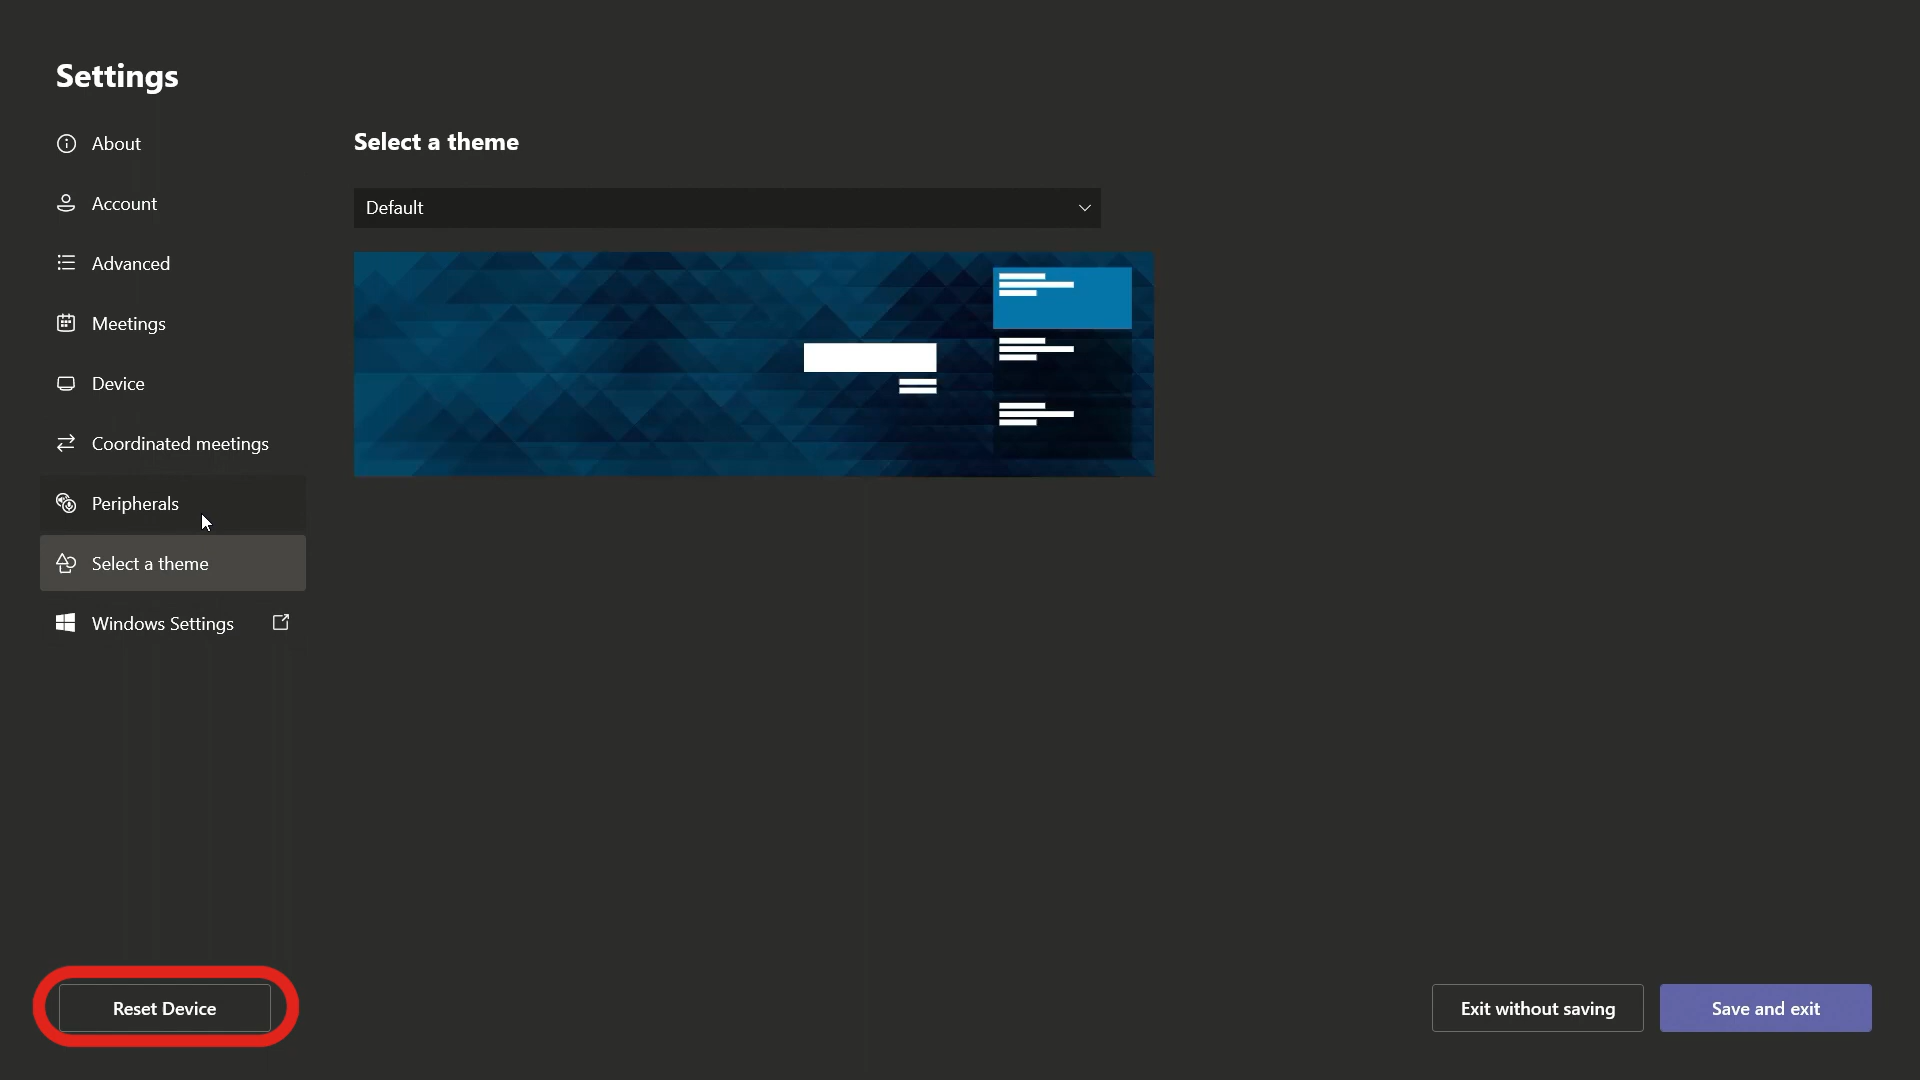 Settings
About
Account
Advanced
Meetings
Device
Coordinated meetings
Peripherals
Select a theme
Windows Settings
Select a theme
Default
Reset Device
Exit without saving
Save and exit